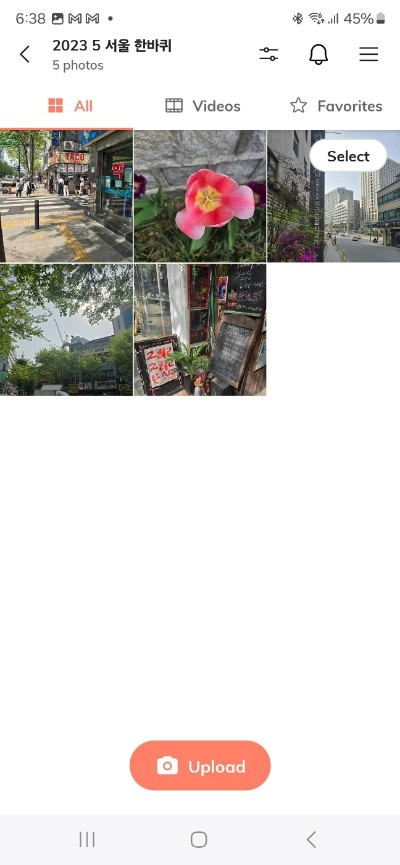 6:38
45%
2023 5 서울 한바퀴
5 photos
All
Videos
Favorites
Select
TACO
Upload